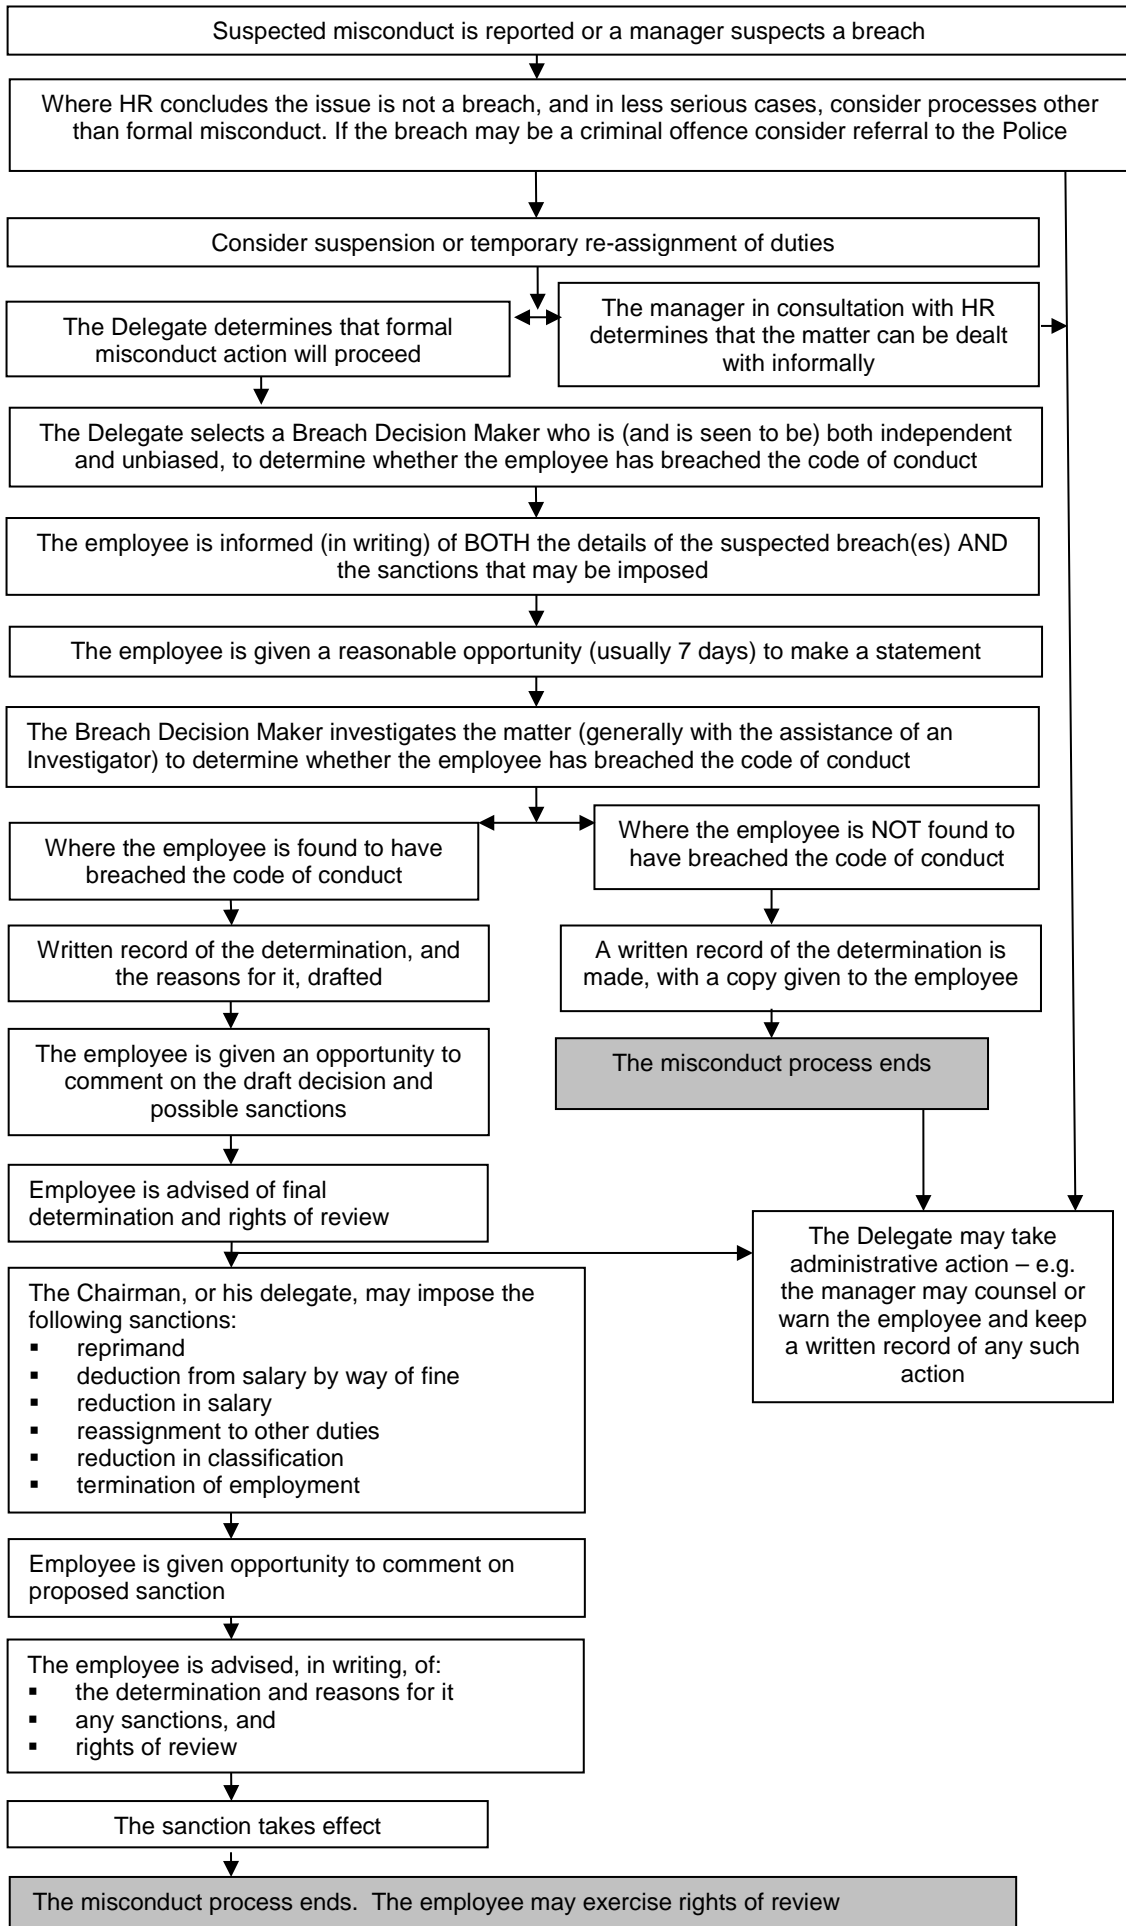 Suspected misconduct is reported or a manager suspects a breach
Where HR concludes the issue is not a breach, and in less serious cases, consider processes other
than formal misconduct. If the breach may be a criminal offence consider referral to the Police
Consider suspension or temporary re-assignment of duties
The Delegate determines that formal
misconduct action will proceed
The manager in consultation with HR
determines that the matter can be dealt
with informally
The Delegate selects a Breach Decision Maker who is (and is seen to be) both independent
and unbiased, to determine whether the employee has breached the code of conduct
The employee is informed (in writing) of BOTH the details of the suspected breach(es) AND
the sanctions that may be imposed
The employee is given a reasonable opportunity (usually 7 days) to make a statement
The Breach Decision Maker investigates the matter (generally with the assistance of an
Investigator) to determine whether the employee has breached the code of conduct
Where the employee is found to have
breached the code of conduct
Where the employee is NOT found to
have breached the code of conduct
Written record of the determination, and
the reasons for it, drafted
A written record of the determination is
made, with a copy given to the employee
The employee is given an opportunity to
comment on the draft decision and
possible sanctions
The misconduct process ends
Employee is advised of final
determination and rights of review
The Delegate may take
administrative action – e.g.
the manager may counsel or
warn the employee and keep
a written record of any such
action
The Chairman, or his delegate, may impose the
following sanctions:
▪ reprimand
▪ deduction from salary by way of fine
▪ reduction in salary
▪ reassignment to other duties
▪ reduction in classification
▪ termination of employment
Employee is given opportunity to comment on
proposed sanction
The employee is advised, in writing, of:
▪ the determination and reasons for it
▪ any sanctions, and
▪ rights of review
The sanction takes effect
The misconduct process ends. The employee may exercise rights of review